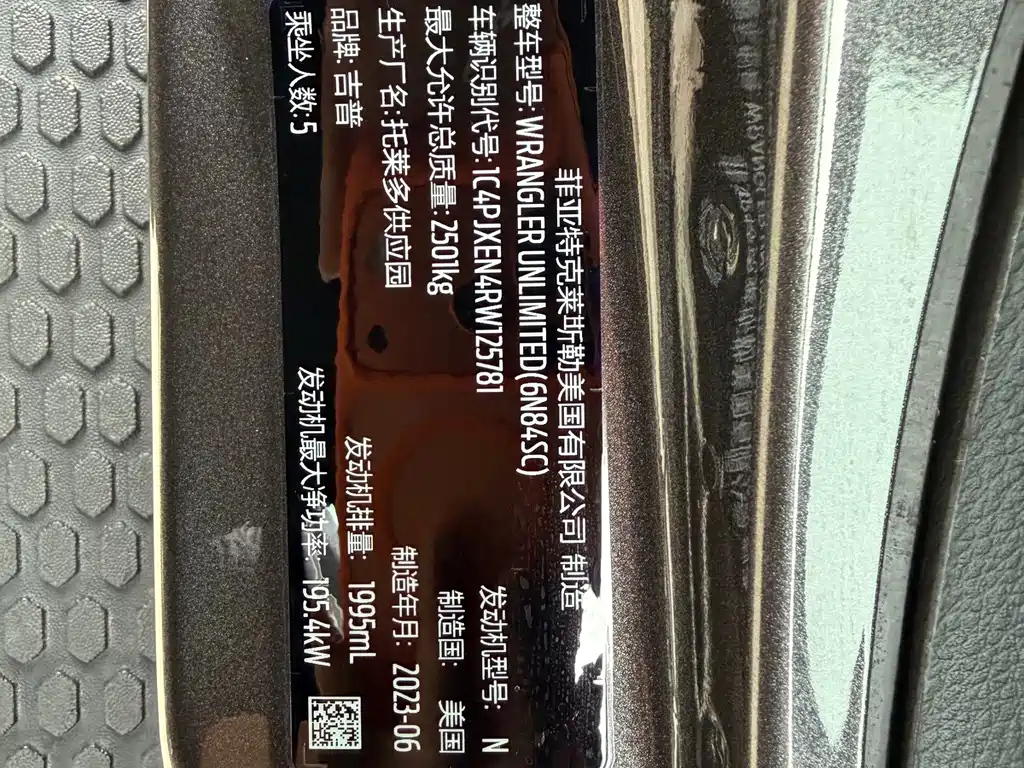 菲亚特克莱斯勒美国有限公司 制造
整车型号:WRANGLER UNLIMITED(6N84SC)
车辆识别代号:1C4PJXEN4RW125781 发动机型号: N
最大允许总质量:2501kg 制造国: 美国
生产厂名:托莱多供应园 制造年月: 2023-06
品牌: 吉普 发动机排量: 1995mL
乘坐人数:5 发动机最大净功率: 195.4kW